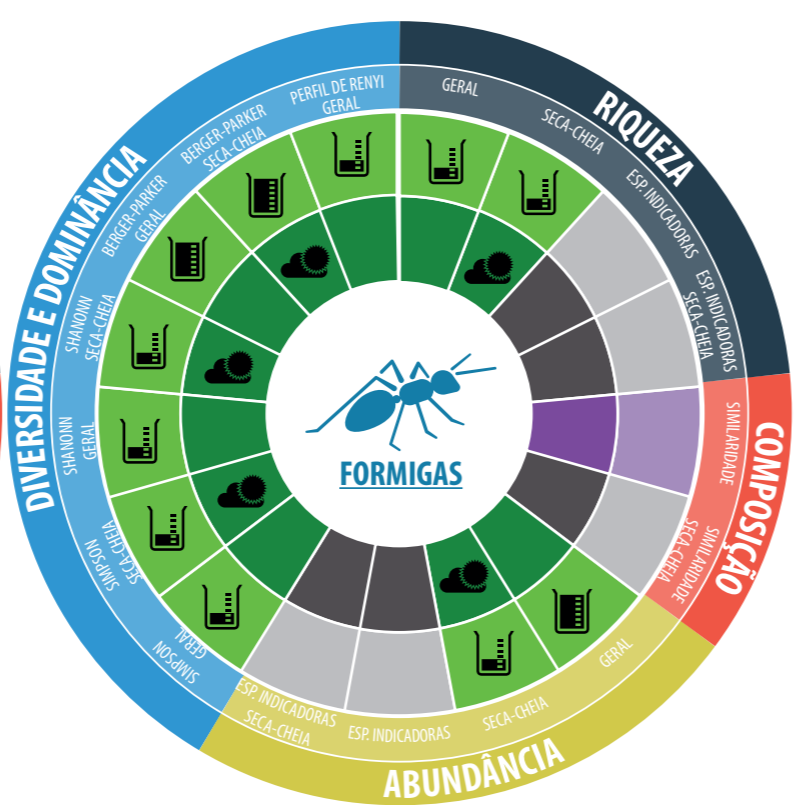 RIQUEZA
GERAL
SECA-CHEIA
ESP. INDICADORAS
ESP. INDICADORAS
SECA-CHEIA
COMPOSIÇÃO
SIMILARIDADE
SIMILARIDADE
SECA-CHEIA
ABUNDÂNCIA
GERAL
SECA-CHEIA
ESP. INDICADORAS
ESP. INDICADORAS
SECA-CHEIA
DIVERSIDADE E DOMINÂNCIA
SIMPSON
GERAL
SIMPSON
SECA-CHEIA
SHANONN
GERAL
SHANONN
SECA-CHEIA
BERGER-PARKER
GERAL
BERGER-PARKER
SECA-CHEIA
PERFIL DE RENYI
GERAL
FORMIGAS